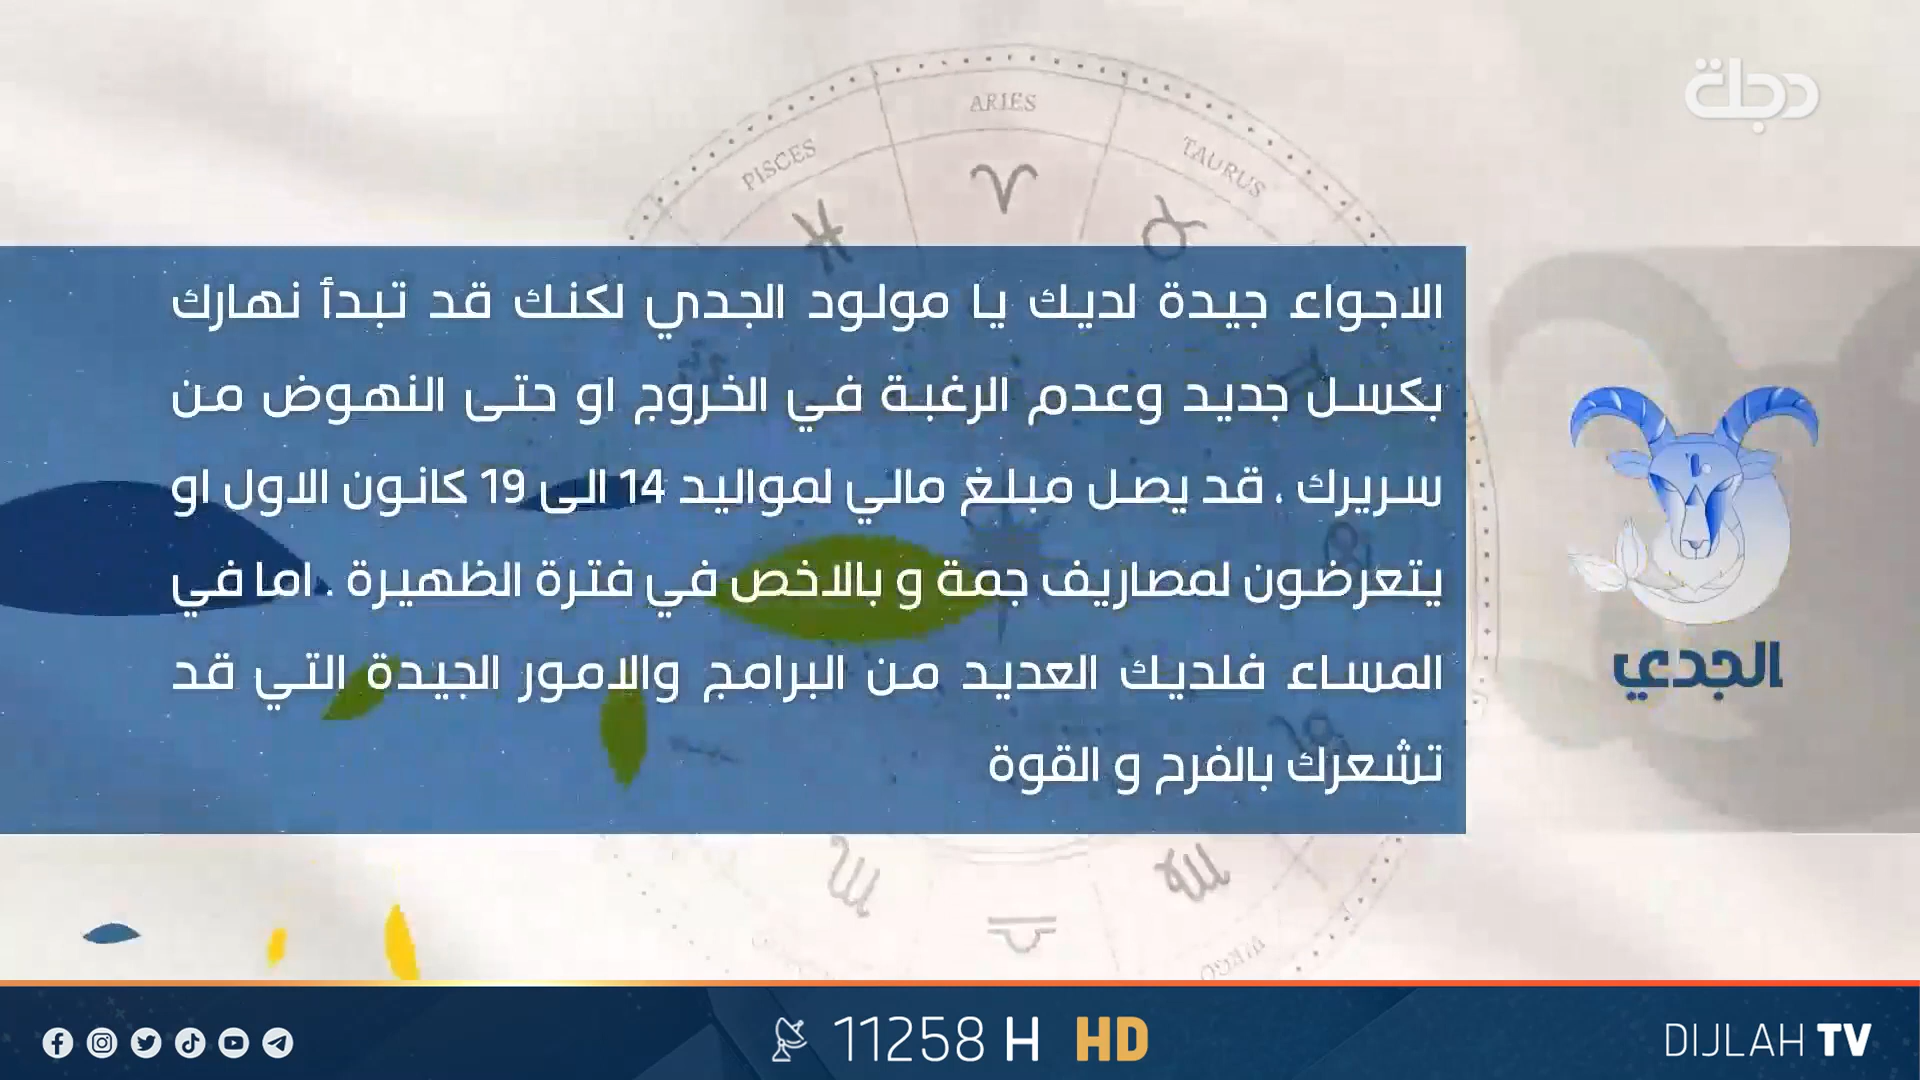 دجلة
ARIES
PISCES
TAURUS
الاجواء جيدة لديك يا مولود الجدي لكنك قد تبدأ نهارك
بكسل جديد وعدم الرغبة في الخروج او حتى النهوض من
سريرك ، قد يصل مبلغ مالي لمواليد 14 الى 19 كانون الاول او
يتعرضون لمصاريف جمة و بالاخص في فترة الظهيرة . اما في
المساء فلديك العديد من البرامج والامور الجيدة التي قد
تشعرك بالفرح و القوة
الجدي
VIRGO
11258 H HD
DIJLAH TV